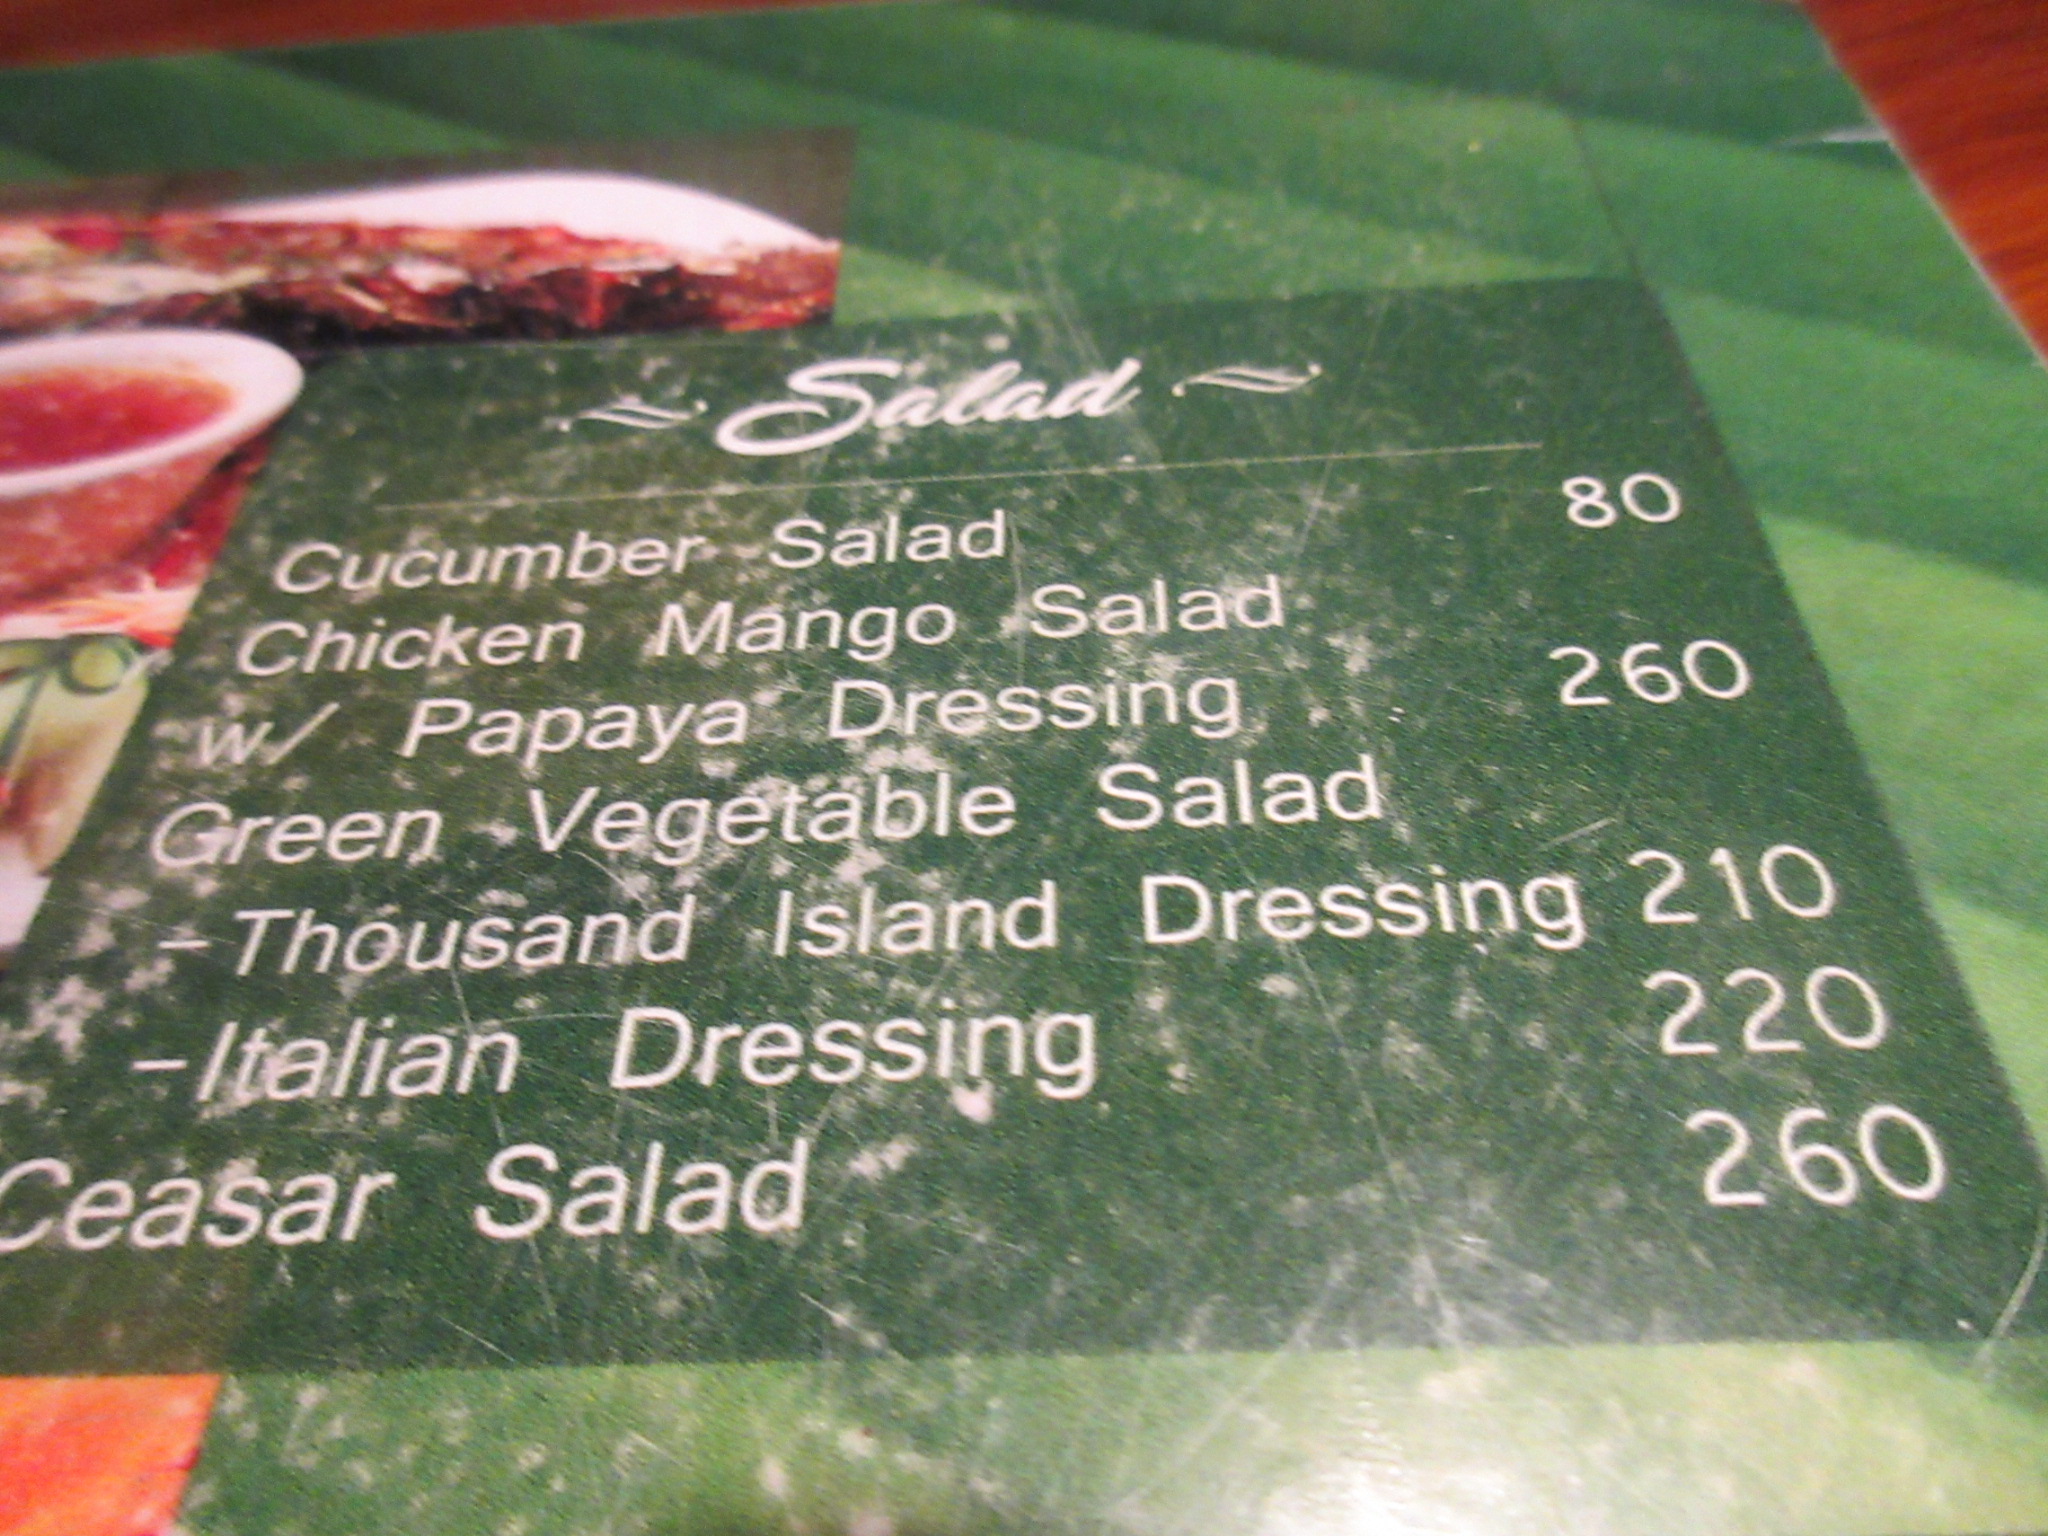 Salad
Cucumber Salad 80
Chicken Mango Salad
w/ Papaya Dressing 260
Green Vegetable Salad
-Thousand Island Dressing 210
-Italian Dressing 220
Ceasar Salad 260